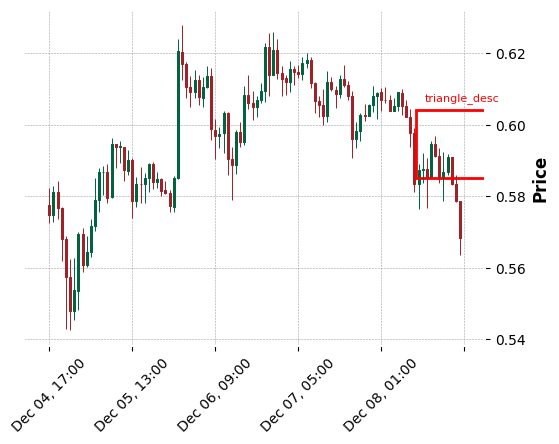 triangle_desc
0.62
0.60
0.58
0.56
0.54
Price
Dec 04, 17:00
Dec 05, 13:00
Dec 06, 09:00
Dec 07, 05:00
Dec 08, 01:00